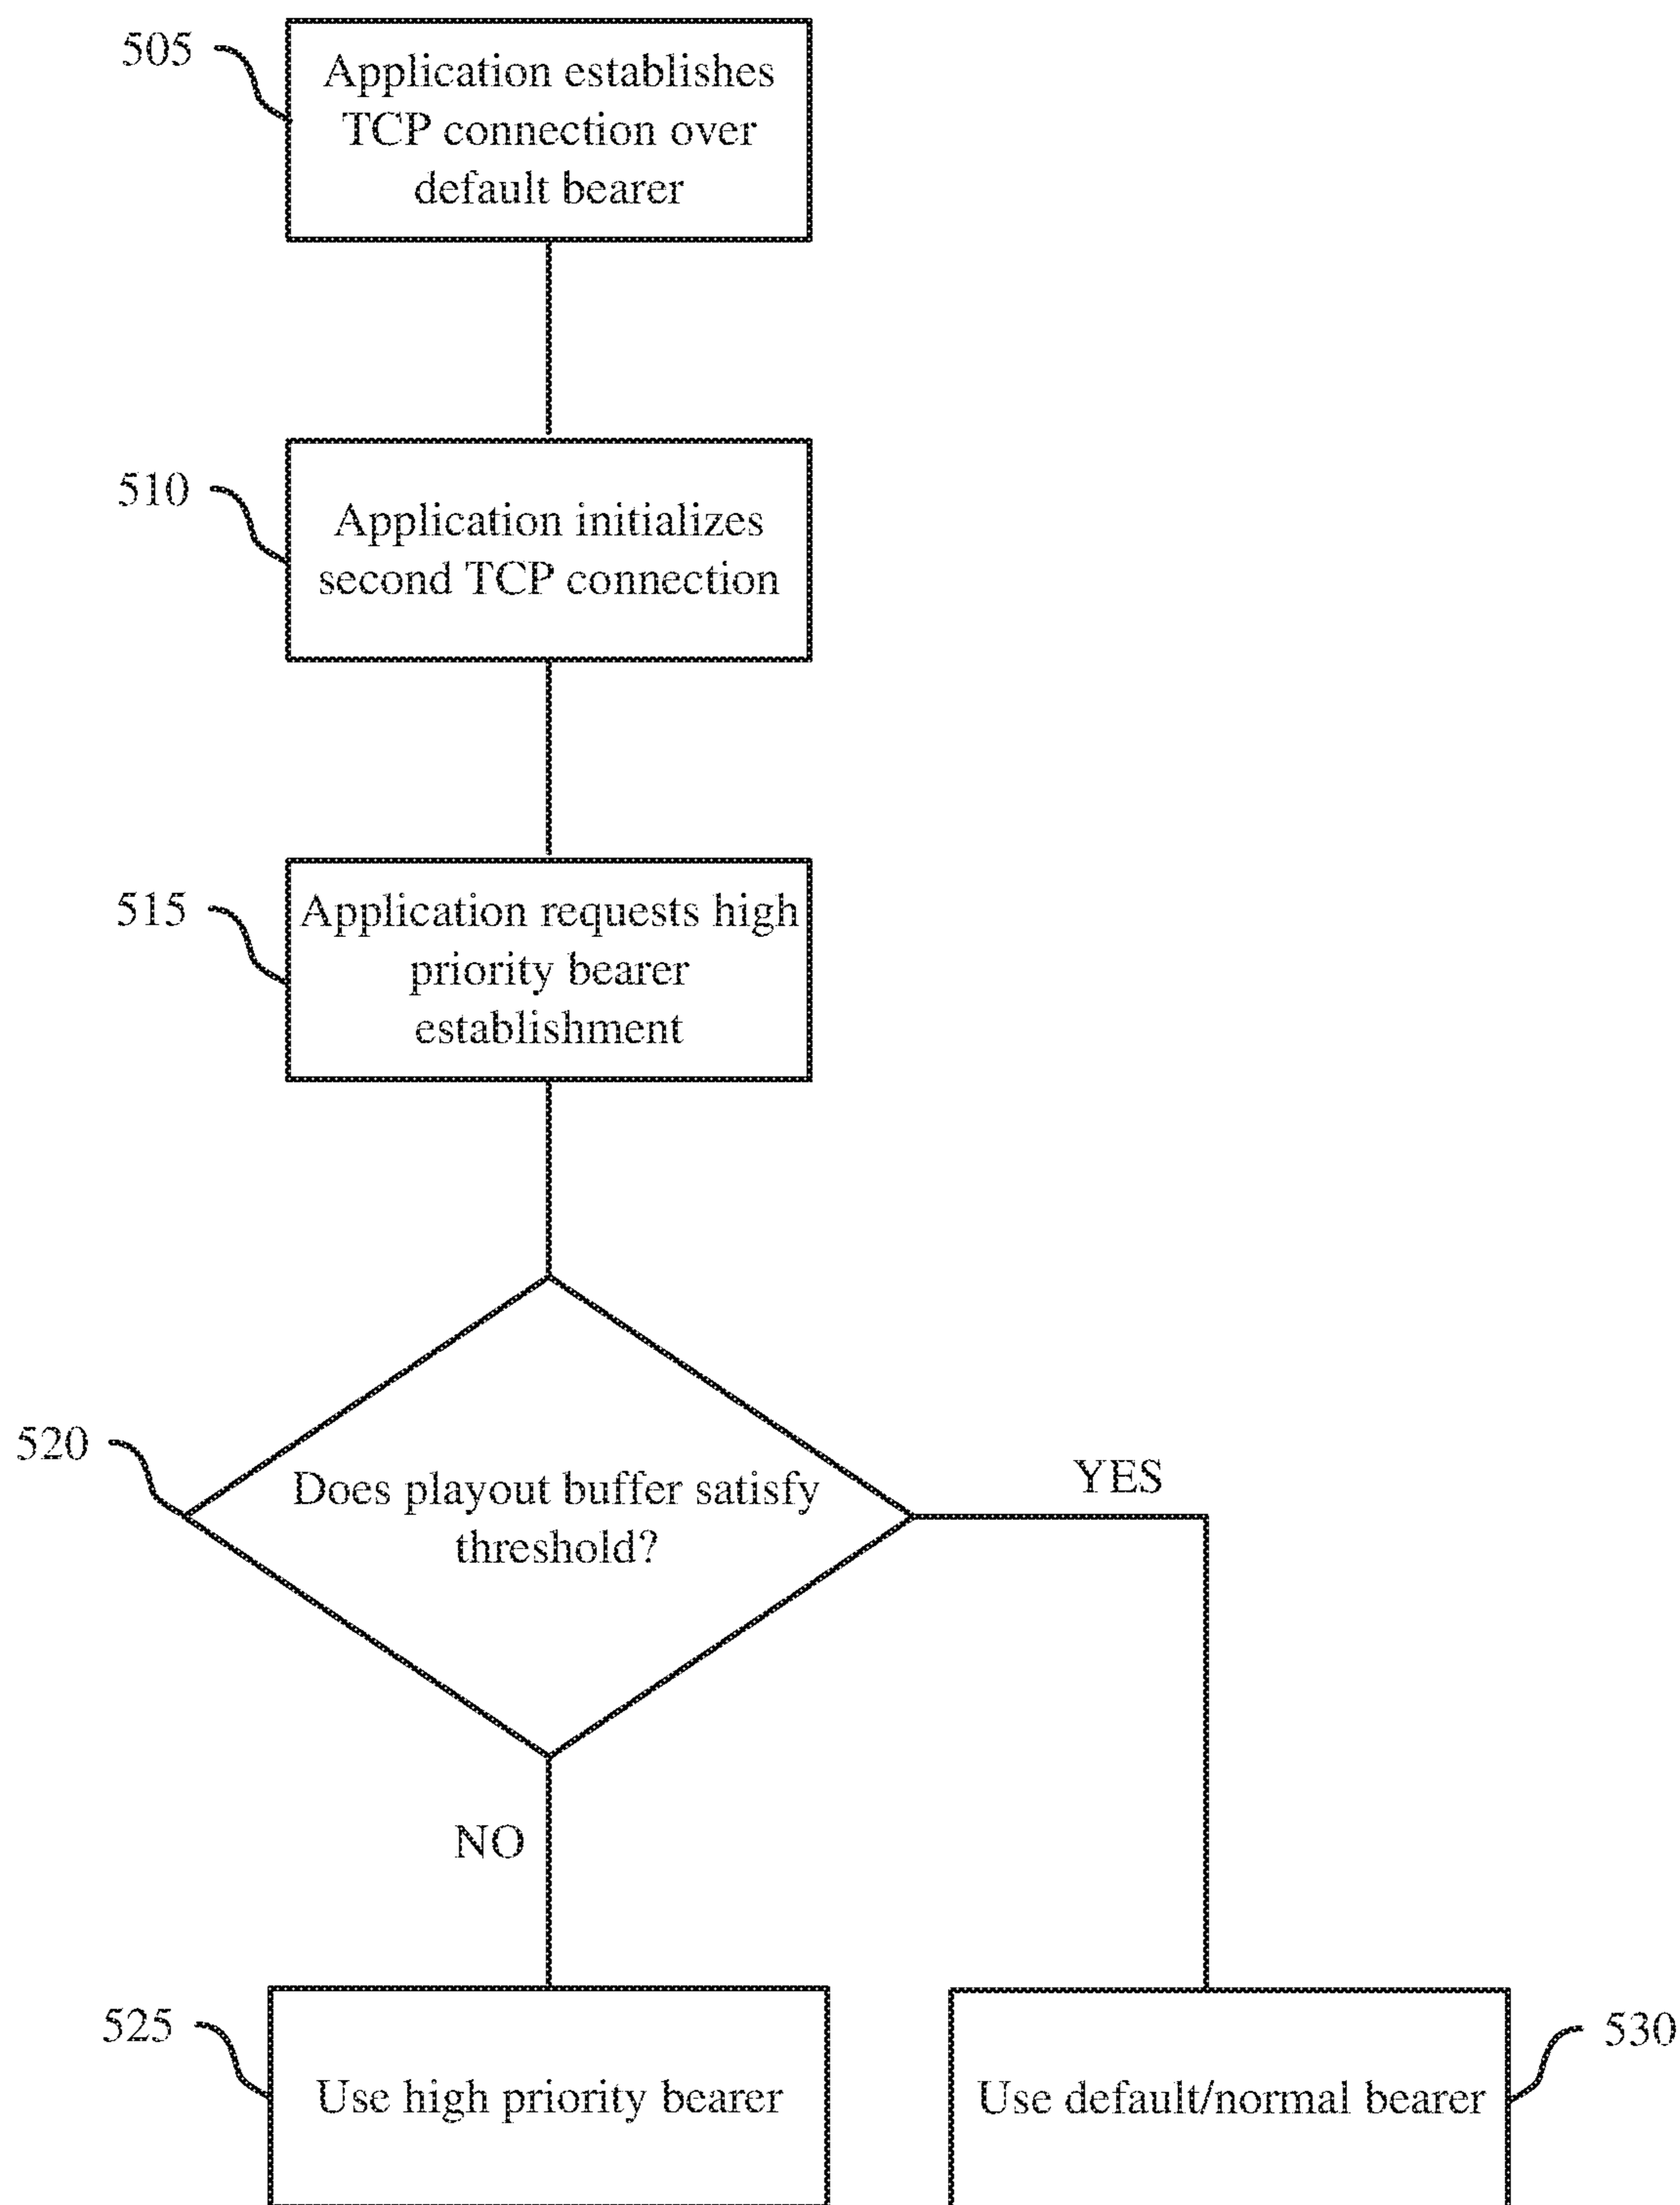 505
Application establishes
TCP connection over
default bearer
510
Application initializes
second TCP connection
515
Application requests high
priority bearer
establishment
520
Does playout buffer satisfy
threshold?
YES
NO
525
Use high priority bearer
Use default/normal bearer
530